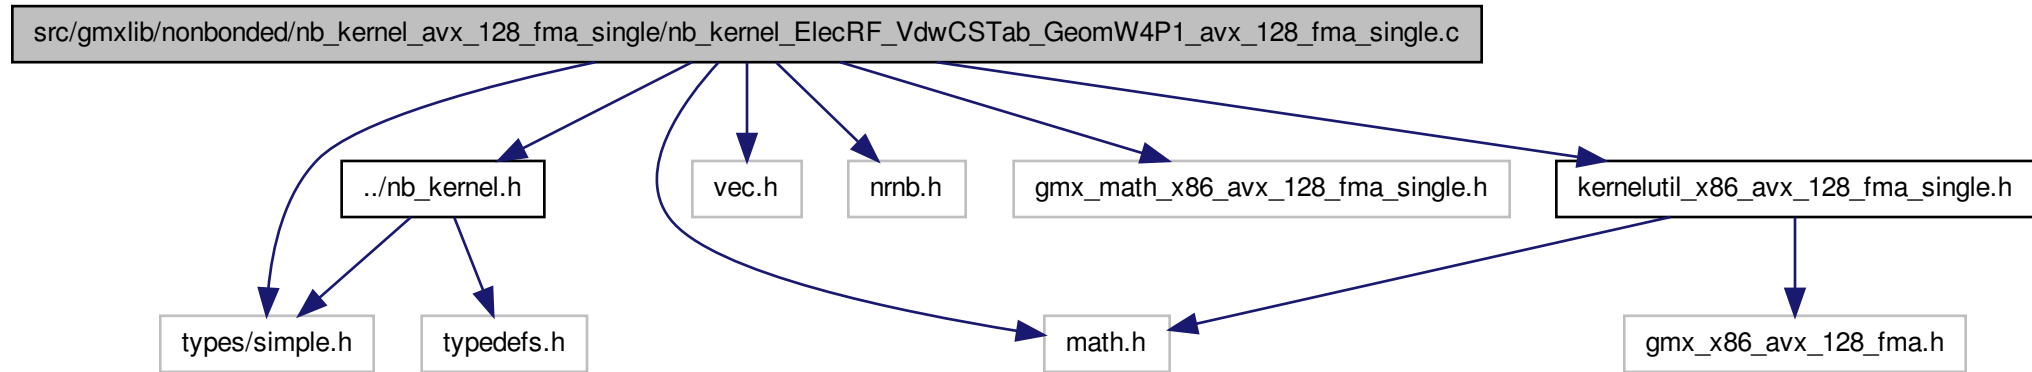 src/gmxlib/nonbonded/nb_kernel_avx_128_fma_single/nb_kernel_ElecRF_VdwCSTab_GeomW4P1_avx_128_fma_single.c
../nb_kernel.h
vec.h
nrnb.h
gmx_math_x86_avx_128_fma_single.h
kernelutil_x86_avx_128_fma_single.h
types/simple.h
typedefs.h
math.h
gmx_x86_avx_128_fma.h